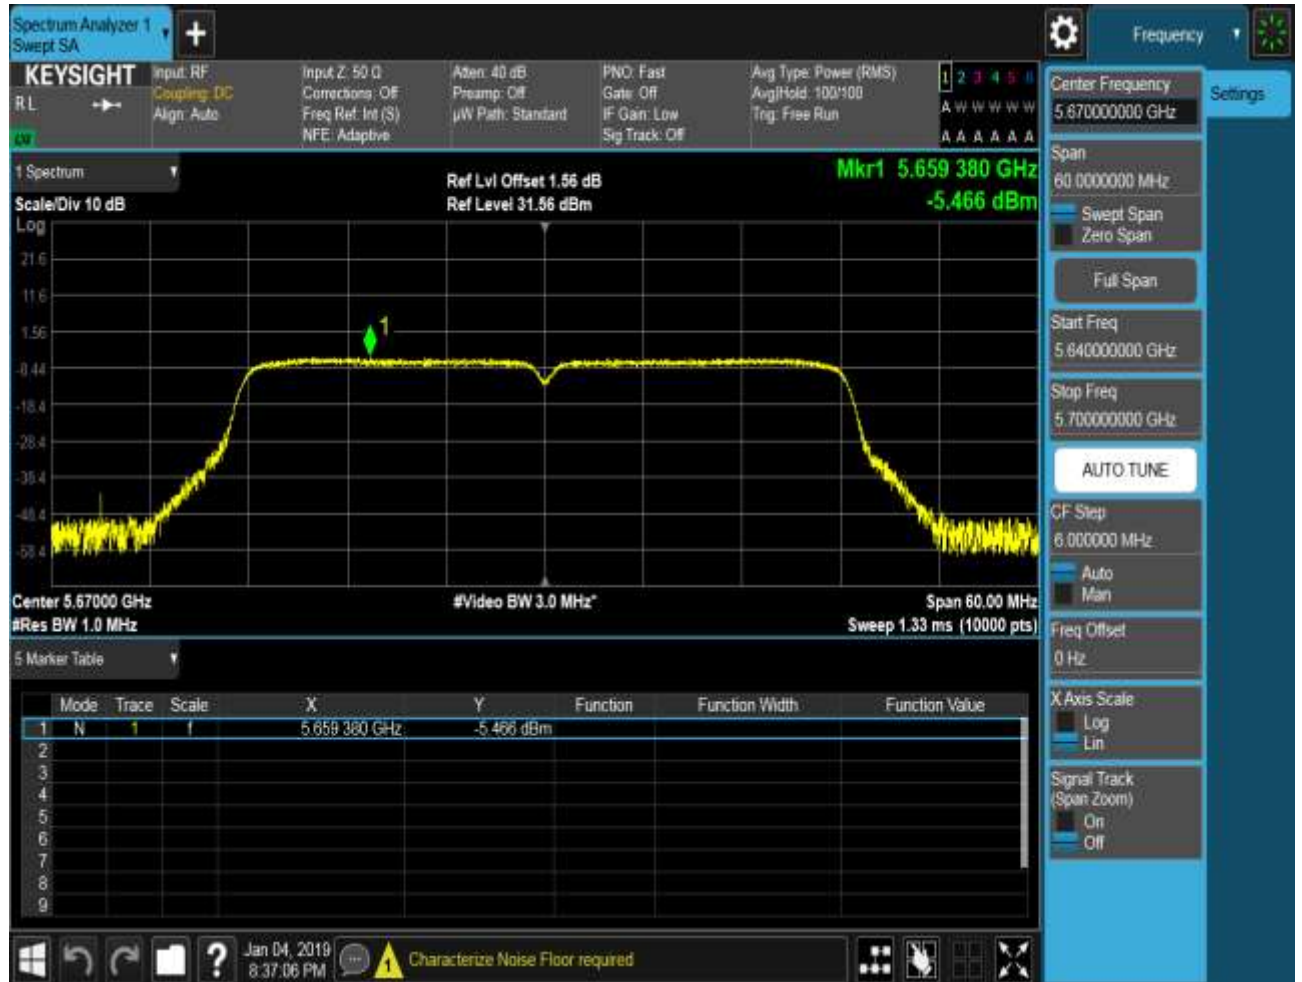 Spectrum Analyzer 1
Swept SA
Frequency
KEYSIGHT
R L
Input: RF
Coupling: DC
Align: Auto
Input Z: 50 Ω
Corrections: Off
Freq Ref: Int (S)
NFE: Adaptive
Atten: 40 dB
Preamp: Off
µW Path: Standard
PNO: Fast
Gate: Off
IF Gain: Low
Sig Track: Off
Avg Type: Power (RMS)
Avg|Hold: 100/100
Trig: Free Run
1 2 3 4 5 6
A W W W W W
A A A A A A
1 Spectrum
Scale/Div 10 dB
Ref Lvl Offset 1.56 dB
Ref Level 31.56 dBm
Mkr1 5.659 380 GHz
-5.466 dBm
Log
21.6
11.6
1.56
-8.44
-18.4
-28.4
-38.4
-48.4
-58.4
1
Center 5.67000 GHz
#Res BW 1.0 MHz
#Video BW 3.0 MHz*
Span 60.00 MHz
Sweep 1.33 ms (10000 pts)
5 Marker Table
Mode Trace Scale X Y Function Function Width Function Value
1 N 1 f 5.659 380 GHz -5.466 dBm
2
3
4
5
6
7
8
9
Center Frequency
5.670000000 GHz
Settings
Span
60.0000000 MHz
Swept Span
Zero Span
Full Span
Start Freq
5.640000000 GHz
Stop Freq
5.700000000 GHz
AUTO TUNE
CF Step
6.000000 MHz
Auto
Man
Freq Offset
0 Hz
X Axis Scale
Log
Lin
Signal Track
(Span Zoom)
On
Off
?
Jan 04, 2019
8:37:06 PM
1
Characterize Noise Floor required